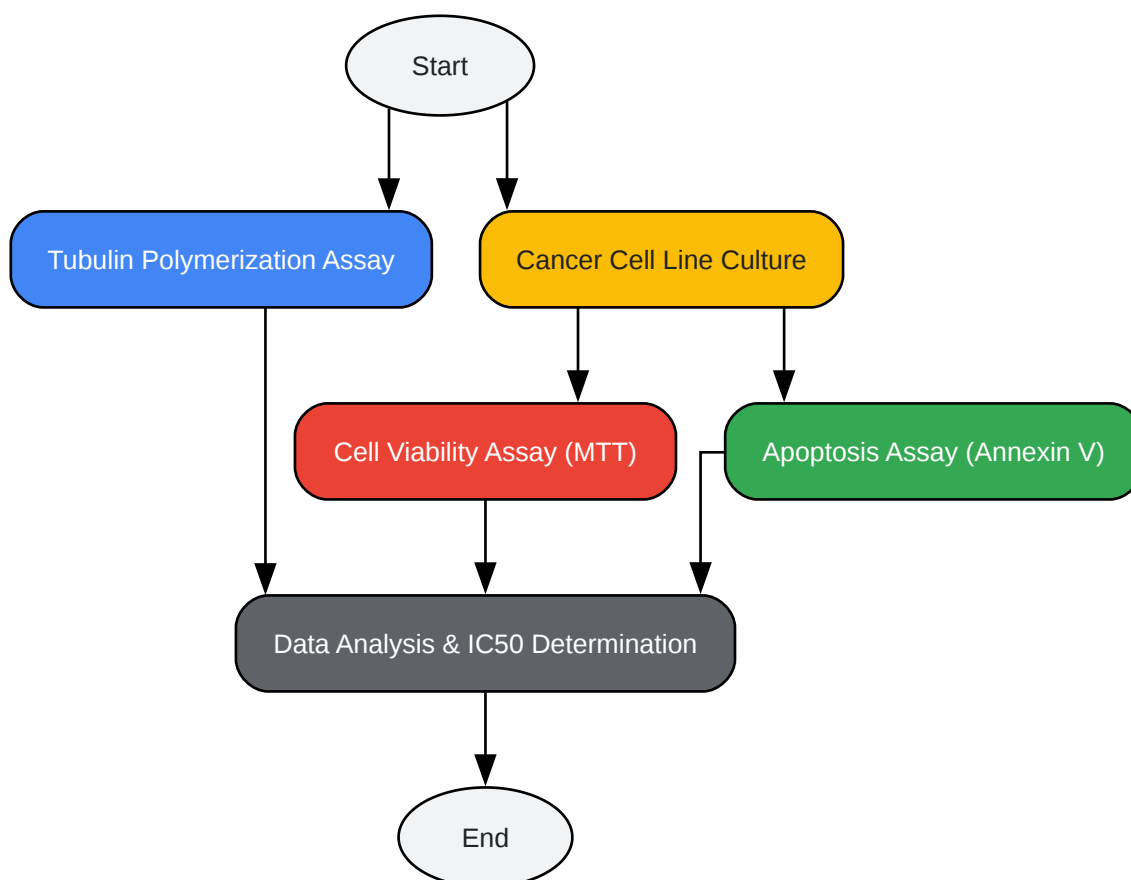 Start
Tubulin Polymerization Assay
Cancer Cell Line Culture
Cell Viability Assay (MTT)
Apoptosis Assay (Annexin V)
Data Analysis & IC50 Determination
End